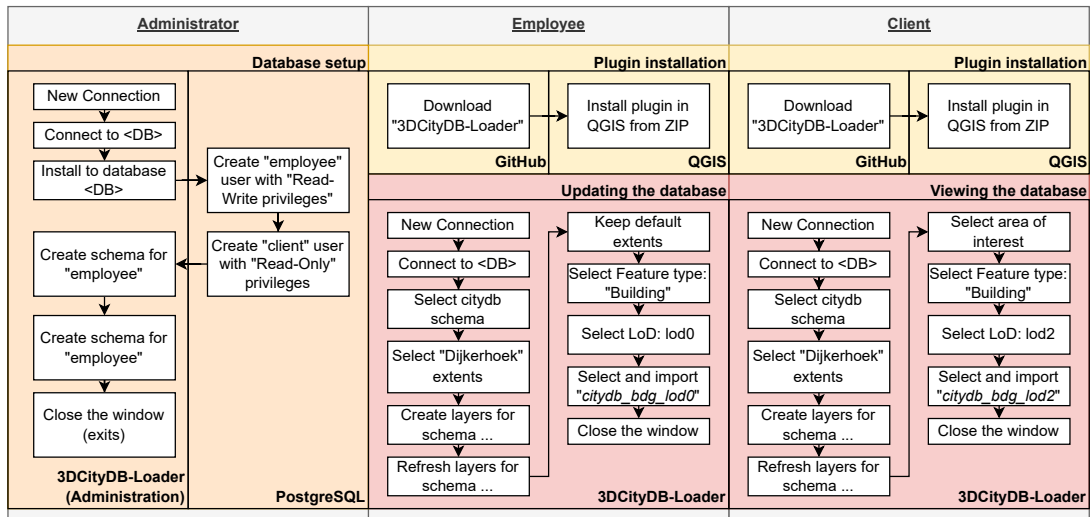 Administrator
Database setup
New Connection
Connect to <DB>
Install to database
<DB>
Create "employee"
user with "Read-
Write privileges"
Create "client" user
with "Read-Only"
privileges
Create schema for
"employee"
Create schema for
"employee"
Close the window
(exits)
3DCityDB-Loader
(Administration)
PostgreSQL
Employee
Plugin installation
Download
"3DCityDB-Loader"
GitHub
Install plugin in
QGIS from ZIP
QGIS
Updating the database
New Connection
Connect to <DB>
Select citydb
schema
Select "Dijkerhoek"
extents
Create layers for
schema ...
Refresh layers for
schema ...
Keep default
extents
Select Feature type:
"Building"
Select LoD: lod0
Select and import
"citydb_bdg_lod0"
Close the window
3DCityDB-Loader
Client
Plugin installation
Download
"3DCityDB-Loader"
GitHub
Install plugin in
QGIS from ZIP
QGIS
Viewing the database
New Connection
Connect to <DB>
Select citydb
schema
Select "Dijkerhoek"
extents
Create layers for
schema ...
Refresh layers for
schema ...
Select area of
interest
Select Feature type:
"Building"
Select LoD: lod2
Select and import
"citydb_bdg_lod2"
Close the window
3DCityDB-Loader